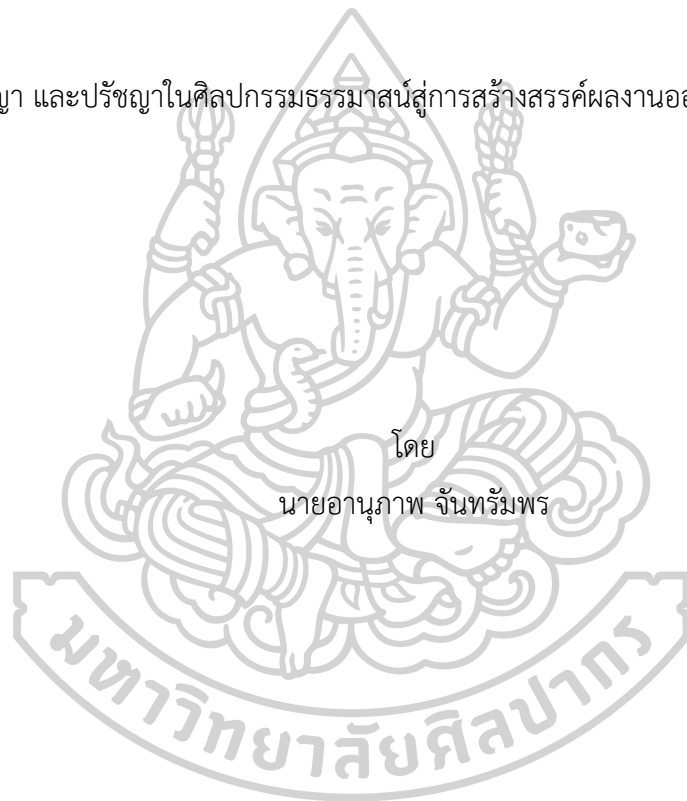 และปรัชญาในศิลปกรรมธรรมาสน์สู่การสร้างสรรค์ผลงาน
โดย
นายอานุภาพ จันทรัมพร
มหาวิทยาลัยศิลปากร